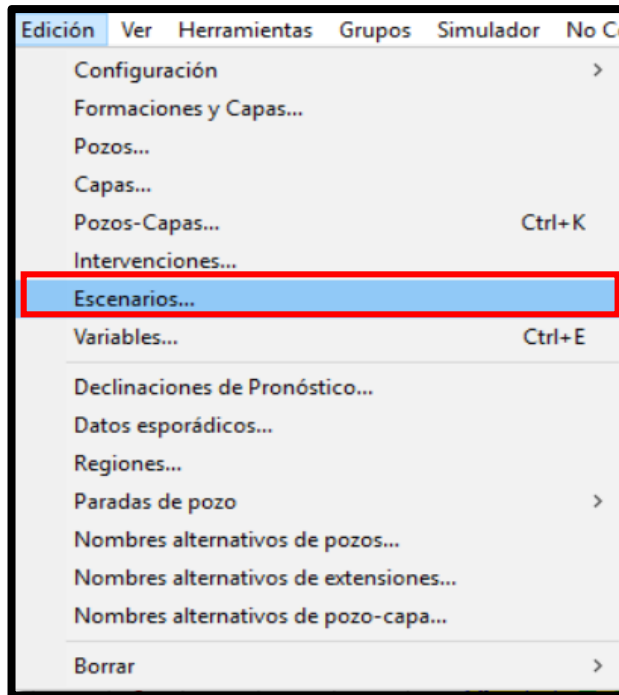 Edición Ver Herramientas Grupos Simulador No C
Configuración >
Formaciones y Capas...
Pozos...
Capas...
Pozos-Capas... Ctrl+K
Intervenciones...
Escenarios...
Variables... Ctrl+E
Declinaciones de Pronóstico...
Datos esporádicos...
Regiones...
Paradas de pozo >
Nombres alternativos de pozos...
Nombres alternativos de extensiones...
Nombres alternativos de pozo-capa...
Borrar >